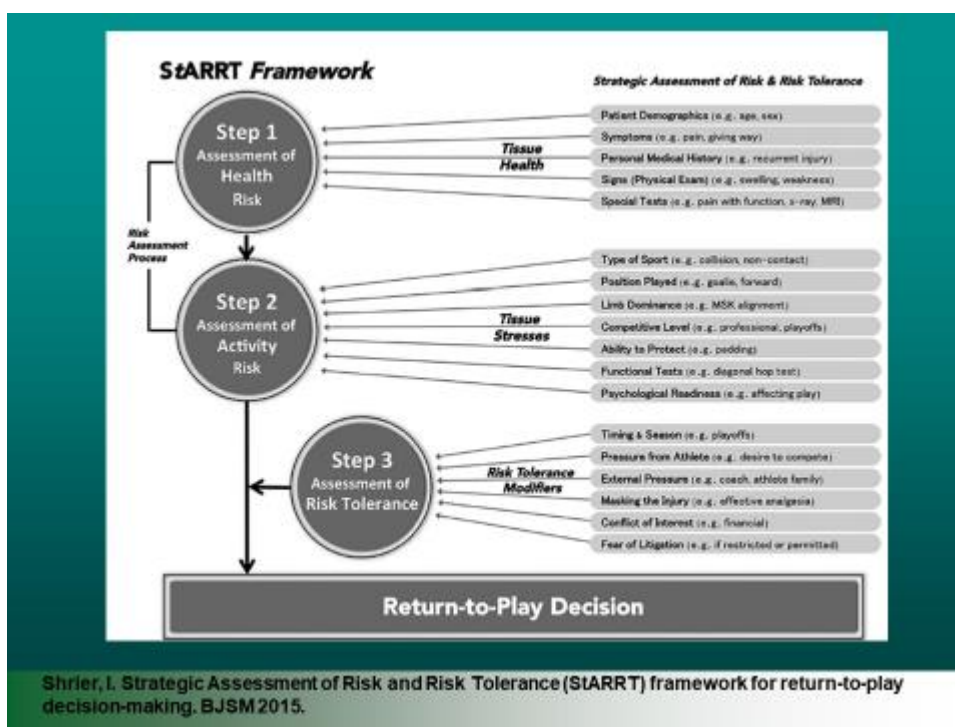 StARRT Framework
Strategic Assessment of Risk & Risk Tolerance
Step 1
Assessment of
Health
Risk
Tissue
Health
Patient Demographics (e.g. age, sex)
Symptoms (e.g. pain, giving way)
Personal Medical History (e.g. recurrent injury)
Signs (Physical Exam) (e.g. swelling, weakness)
Special Tests (e.g. pain with function, x-ray, MRI)
Risk
Assessment
Process
Step 2
Assessment of
Activity
Risk
Tissue
Stresses
Type of Sport (e.g. collision, non-contact)
Position Played (e.g. goalie, forward)
Limb Dominance (e.g. MSK alignment)
Competitive Level (e.g. professional, playoffs)
Ability to Protect (e.g. padding)
Functional Tests (e.g. diagonal hop test)
Psychological Readiness (e.g. affecting play)
Step 3
Assessment of
Risk Tolerance
Risk Tolerance
Modifiers
Timing & Season (e.g. playoffs)
Pressure from Athlete (e.g. desire to compete)
External Pressure (e.g. coach, athlete family)
Masking the Injury (e.g. effective analgesia)
Conflict of Interest (e.g. financial)
Fear of Litigation (e.g. if restricted or permitted)
Return-to-Play Decision
Shrier, I. Strategic Assessment of Risk and Risk Tolerance (StARRT) framework for return-to-play
decision-making. BJSM 2015.